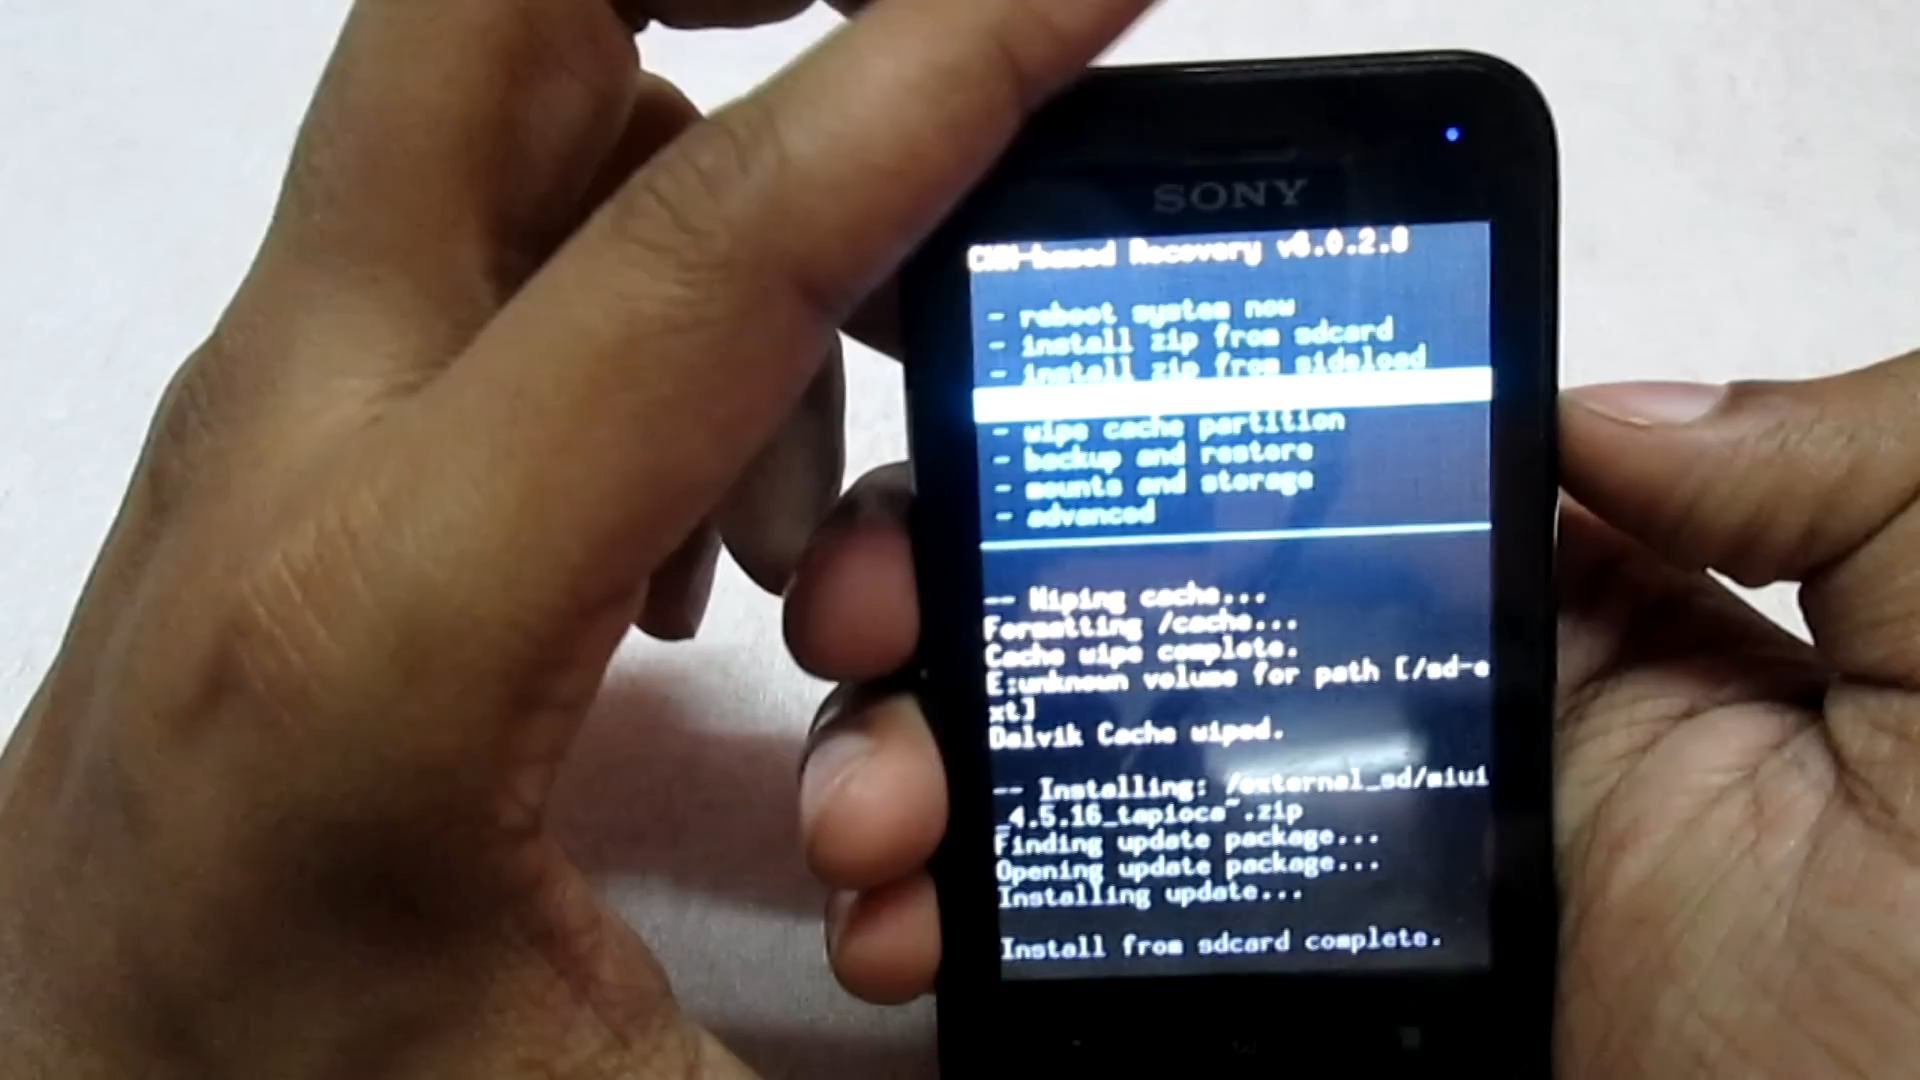 SONY
CWM-based Recovery v6.0.2.8
- reboot system now
- install zip from sdcard
- install zip from sideload
- wipe cache partition
- backup and restore
- mounts and storage
- advanced
-- Wiping cache...
Formatting /cache...
Cache wipe complete.
E:unknown volume for path [/sd-e
xt]
Dalvik Cache wiped.
-- Installing: /external_sd/miui
_4.5.16_tapioca~.zip
Finding update package...
Opening update package...
Installing update...
Install from sdcard complete.